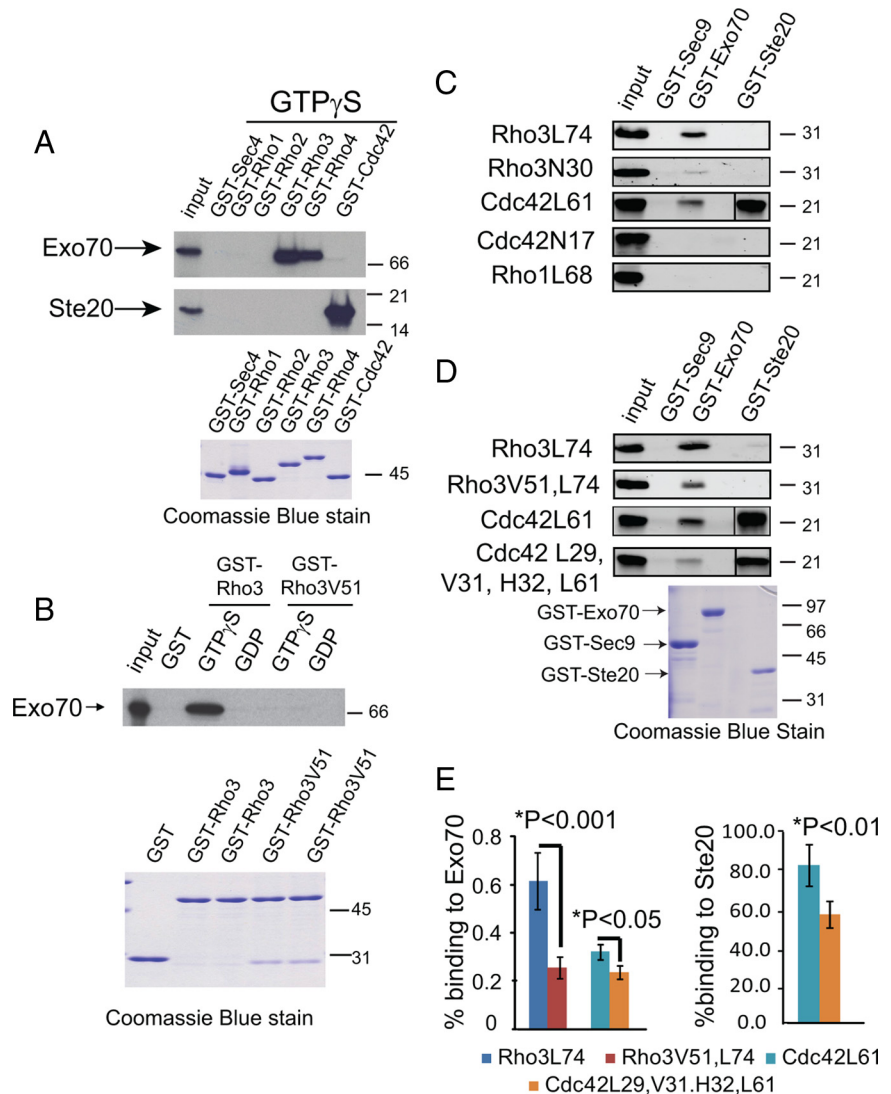 A
GTPγS
input
GST-Sec4
GST-Rho1
GST-Rho2
GST-Rho3
GST-Rho4
GST-Cdc42
Exo70
66
Ste20
21
14
GST-Sec4
GST-Rho1
GST-Rho2
GST-Rho3
GST-Rho4
GST-Cdc42
45
Coomassie Blue stain
B
GST-
Rho3
GST-
Rho3V51
input
GST
GTPγS
GDP
GTPγS
GDP
Exo70
66
GST
GST-Rho3
GST-Rho3
GST-Rho3V51
GST-Rho3V51
45
31
Coomassie Blue stain
C
input
GST-Sec9
GST-Exo70
GST-Ste20
Rho3L74
31
Rho3N30
31
Cdc42L61
21
Cdc42N17
21
Rho1L68
21
D
input
GST-Sec9
GST-Exo70
GST-Ste20
Rho3L74
31
Rho3V51,L74
31
Cdc42L61
21
Cdc42 L29,
V31, H32, L61
21
GST-Exo70
GST-Sec9
GST-Ste20
97
66
45
31
Coomassie Blue Stain
E
% binding to Exo70
0.8
0.6
0.4
0.2
0
*P<0.001
*P<0.05
%binding to Ste20
100.0
80.0
60.0
40.0
20.0
0.0
*P<0.01
Rho3L74
Rho3V51,L74
Cdc42L61
Cdc42L29,V31.H32,L61